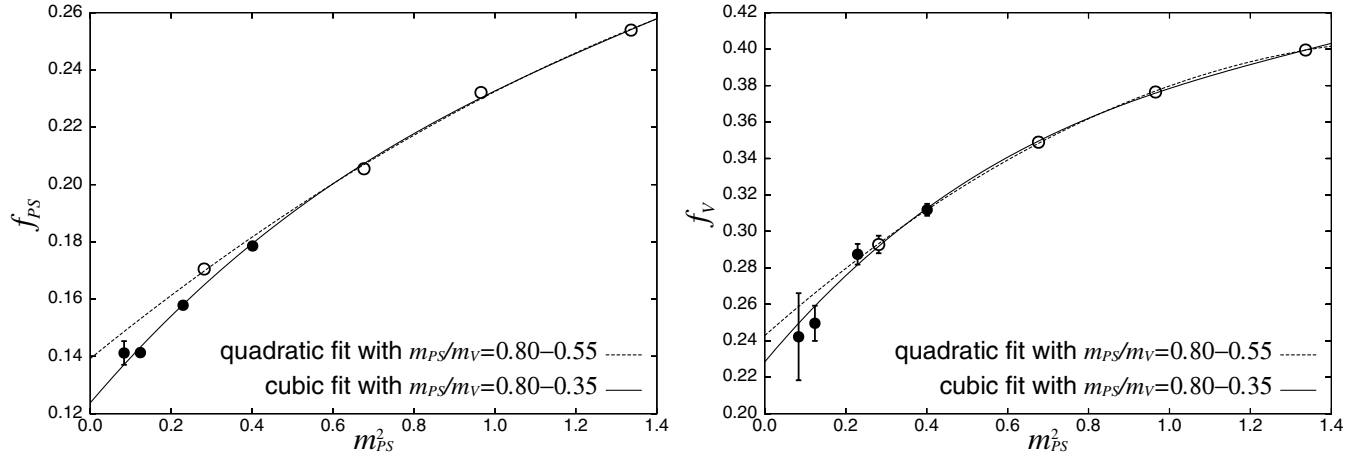 0.26
0.24
0.22
0.20
0.18
0.16
0.14
0.12
f_PS
quadratic fit with m_PS/m_V=0.80–0.55
cubic fit with m_PS/m_V=0.80–0.35
0.0 0.2 0.4 0.6 0.8 1.0 1.2 1.4
m²_PS
0.42
0.40
0.38
0.36
0.34
0.32
0.30
0.28
0.26
0.24
0.22
0.20
f_V
quadratic fit with m_PS/m_V=0.80–0.55
cubic fit with m_PS/m_V=0.80–0.35
0.0 0.2 0.4 0.6 0.8 1.0 1.2 1.4
m²_PS